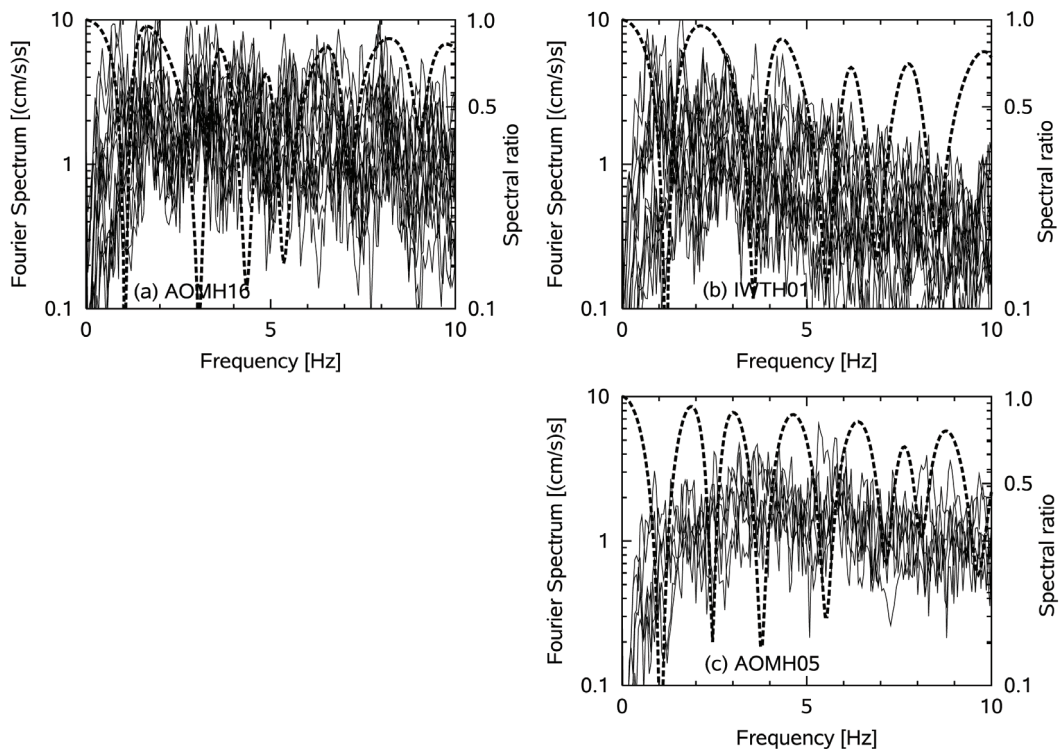 10
1
0.1
Fourier Spectrum [(cm/s)s]
1.0
0.5
0.1
Spectral ratio
(a) AOMH16
0 5 10
Frequency [Hz]
10
1
0.1
Fourier Spectrum [(cm/s)s]
1.0
0.5
0.1
Spectral ratio
(b) IWTH01
0 5 10
Frequency [Hz]
10
1
0.1
Fourier Spectrum [(cm/s)s]
1.0
0.5
0.1
Spectral ratio
(c) AOMH05
0 5 10
Frequency [Hz]